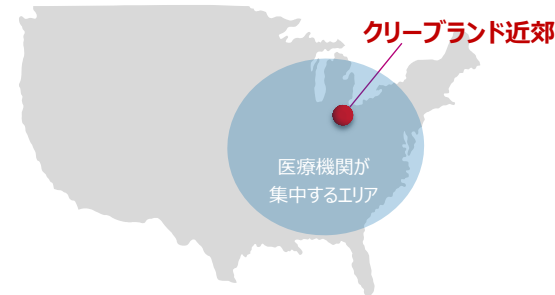 クリーブランド近郊
医療機関が
集中するエリア